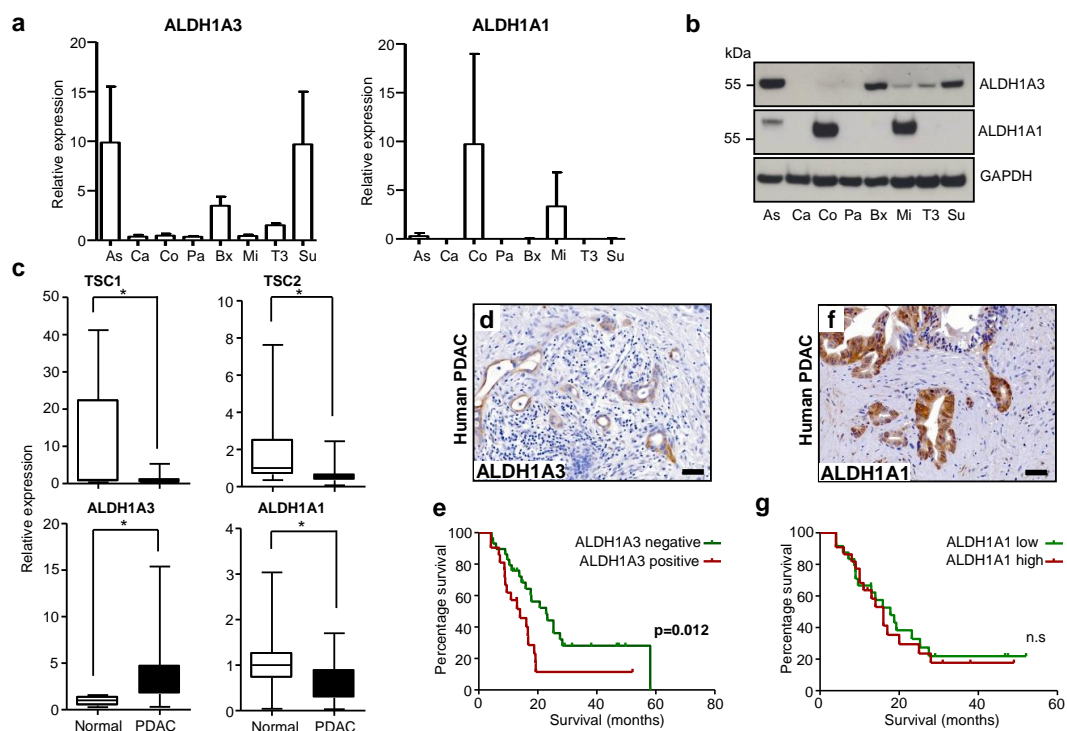 a
ALDH1A3
Relative expression
20
15
10
5
0
As Ca Co Pa Bx Mi T3 Su
ALDH1A1
Relative expression
20
15
10
5
0
As Ca Co Pa Bx Mi T3 Su
b
kDa
55
ALDH1A3
55
ALDH1A1
GAPDH
As Ca Co Pa Bx Mi T3 Su
c
Relative expression
TSC1
*
50
40
30
20
10
0
TSC2
*
10
8
6
4
2
0
ALDH1A3
*
20
15
10
5
0
Normal PDAC
ALDH1A1
*
4
3
2
1
0
Normal PDAC
d
Human PDAC
ALDH1A3
f
Human PDAC
ALDH1A1
e
Percentage survival
100
80
60
40
20
0
ALDH1A3 negative
ALDH1A3 positive
p=0.012
0 20 40 60 80
Survival (months)
g
Percentage survival
100
80
60
40
20
0
ALDH1A1 low
ALDH1A1 high
n.s
0 20 40 60
Survival (months)